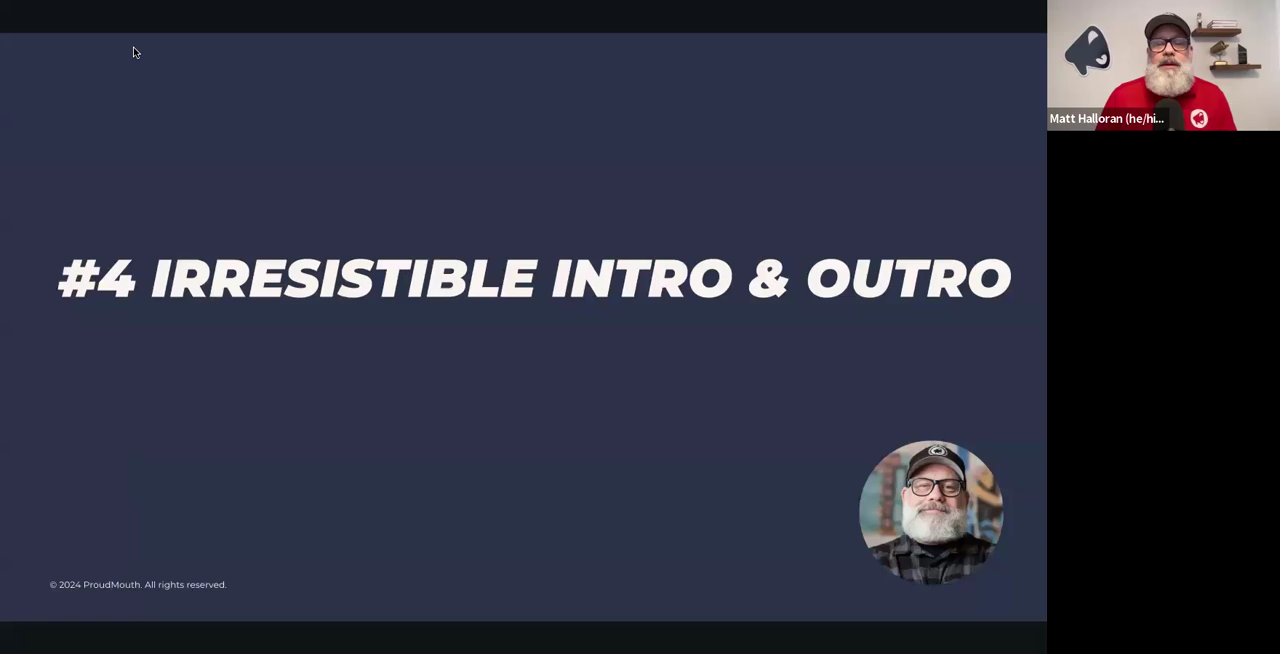 #4 IRRESISTIBLE INTRO & OUTRO
© 2024 ProudMouth. All rights reserved.
Matt Halloran (he/hi...